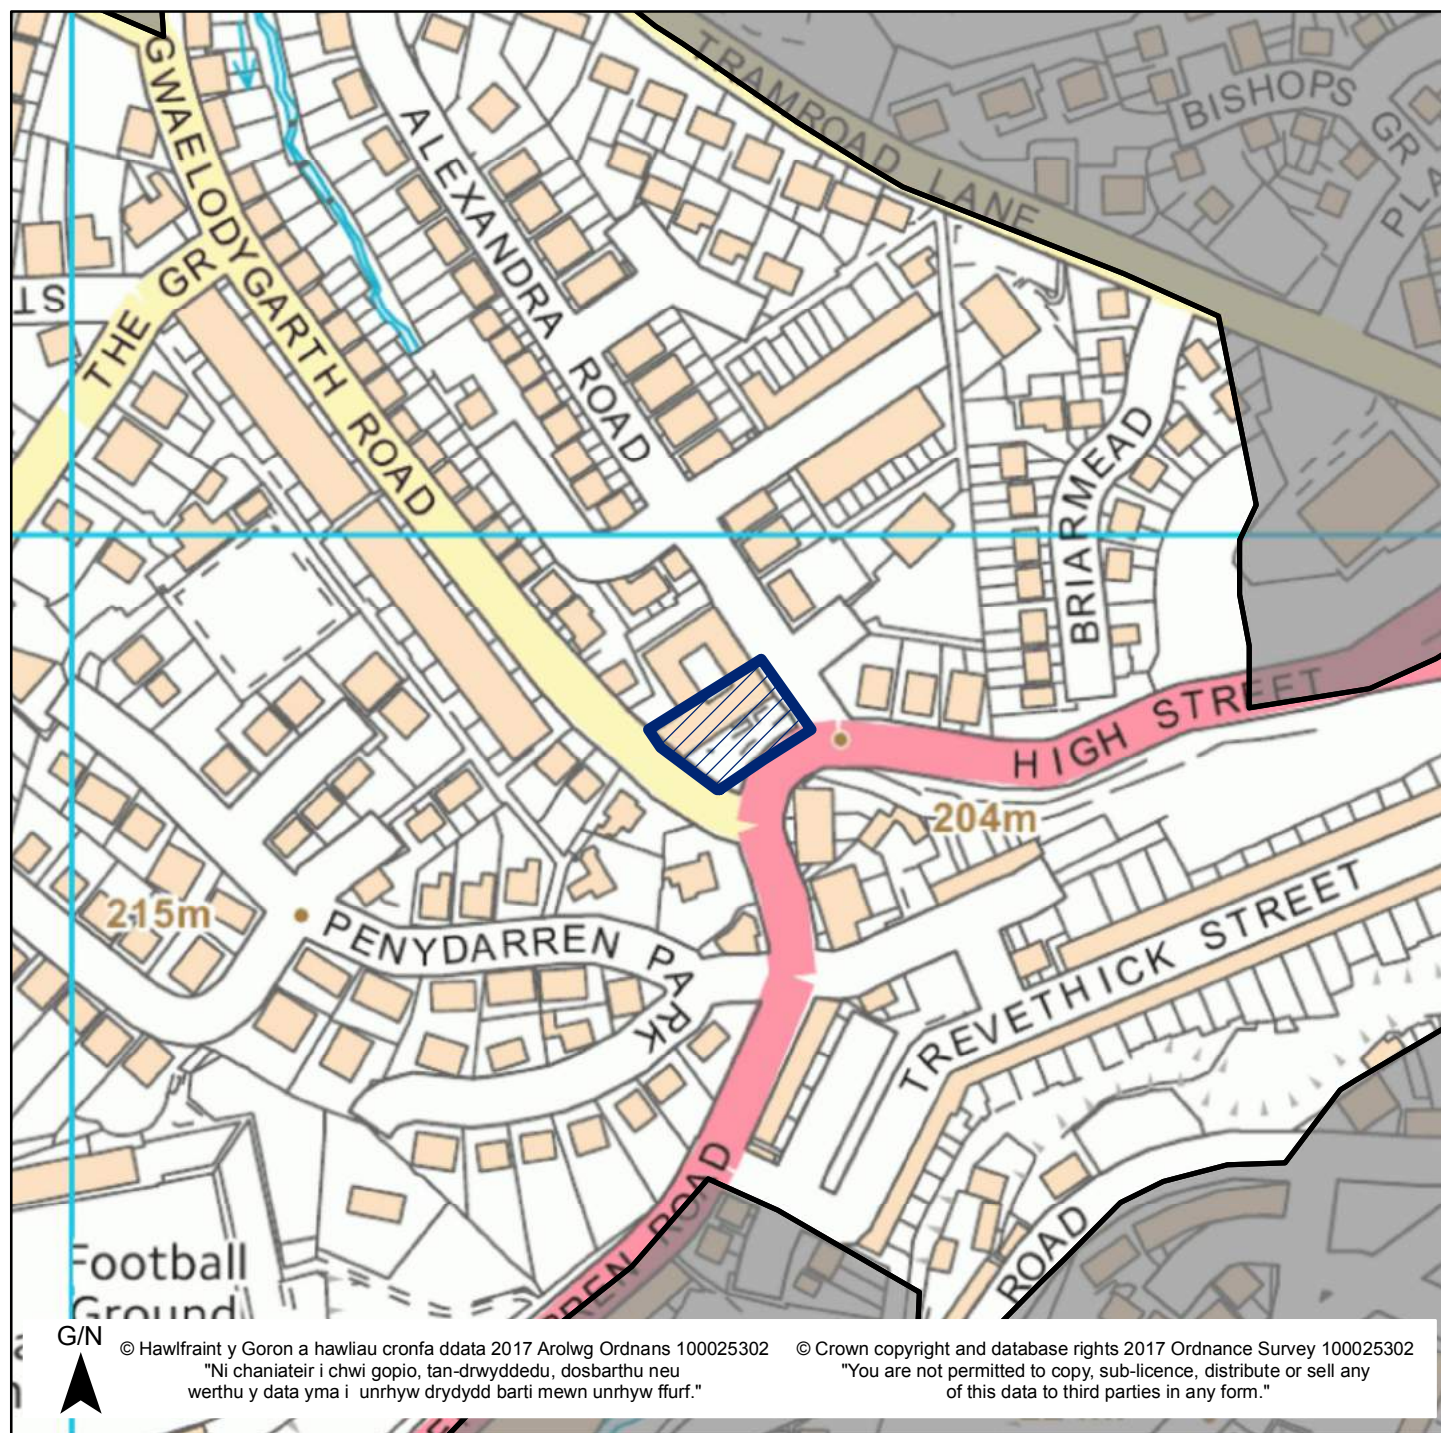 GWAELODYGARTH ROAD
ALEXANDRA ROAD
TRAMROAD LANE
BISHOPS
GR
THE GR
ST
BRIARMEAD
HIGH STREET
204m
215m
PENYDARREN PARK
TREVETHICK STREET
ROAD
RREN ROAD
Football
Ground
G/N
© Hawlfraint y Goron a hawliau cronfa ddata 2017 Arolwg Ordnans 100025302
"Ni chaniateir i chwi gopio, tan-drwyddedu, dosbarthu neu
werthu y data yma i unrhyw drydydd barti mewn unrhyw ffurf."
© Crown copyright and database rights 2017 Ordnance Survey 100025302
"You are not permitted to copy, sub-licence, distribute or sell any
of this data to third parties in any form."